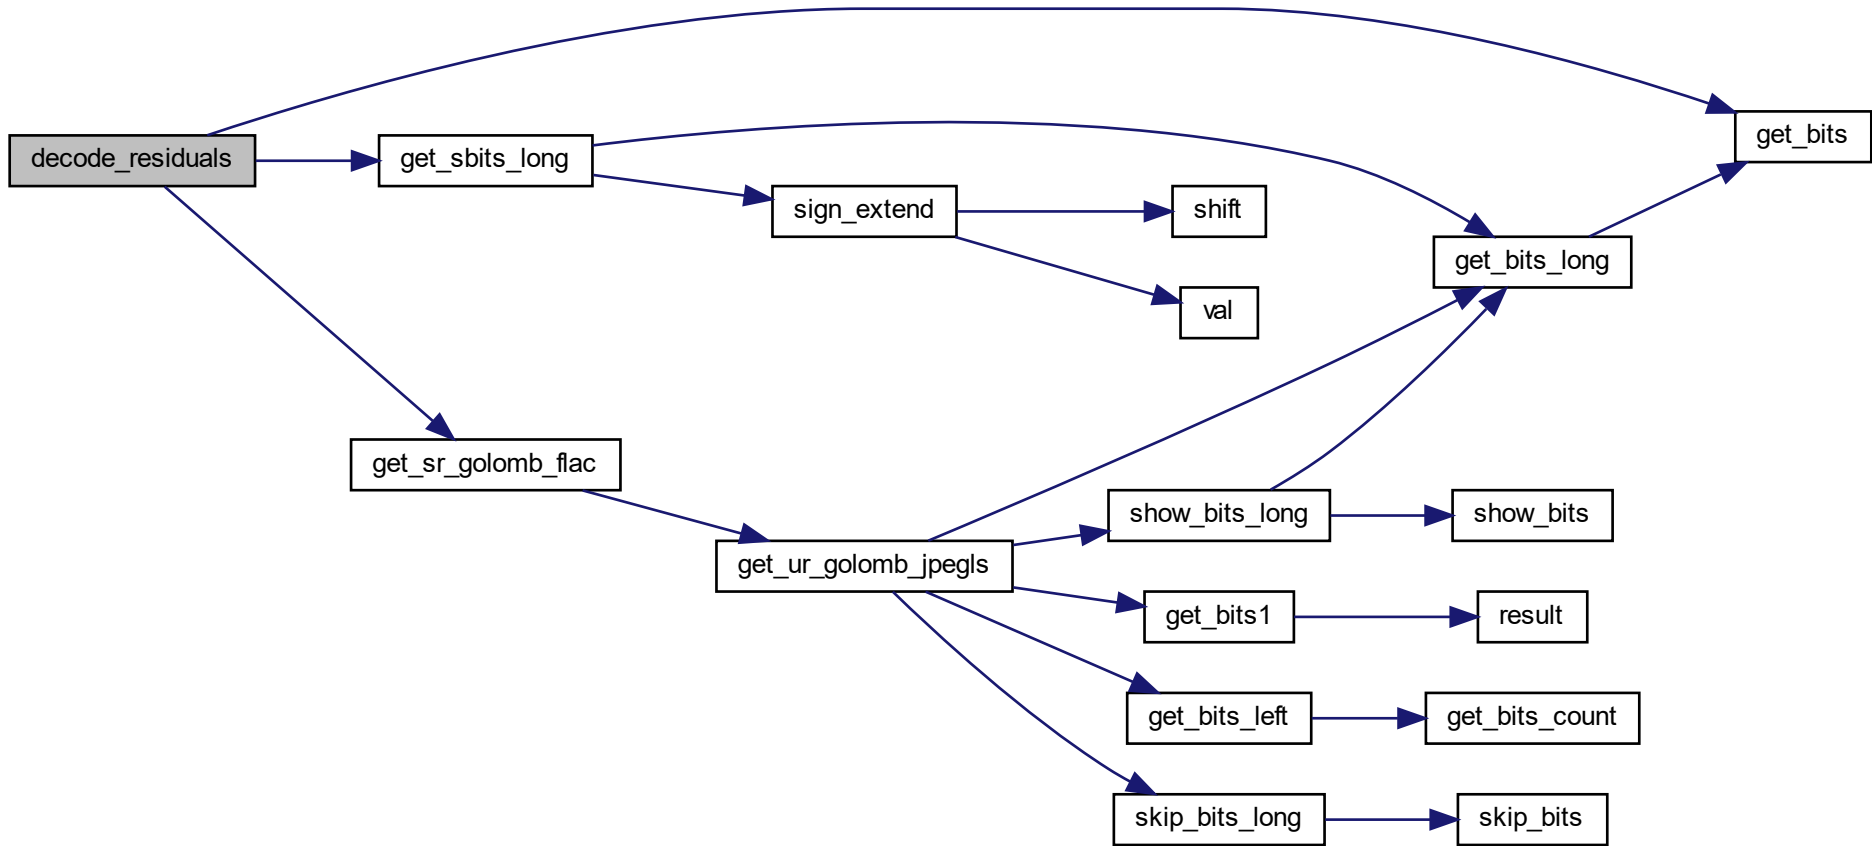 get_bits
decode_residuals
get_sbits_long
sign_extend
shift
get_bits_long
val
get_sr_golomb_flac
show_bits_long
show_bits
get_ur_golomb_jpegls
get_bits1
result
get_bits_left
get_bits_count
skip_bits_long
skip_bits